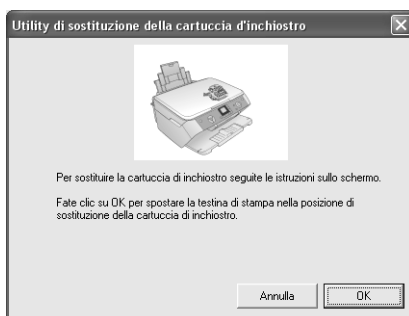 Utility di sostituzione della cartuccia d'inchiostro
Per sostituire la cartuccia di inchiostro seguite le istruzioni sullo schermo.
Fate clic su OK per spostare la testina di stampa nella posizione di
sostituzione della cartuccia di inchiostro.
Annulla
OK